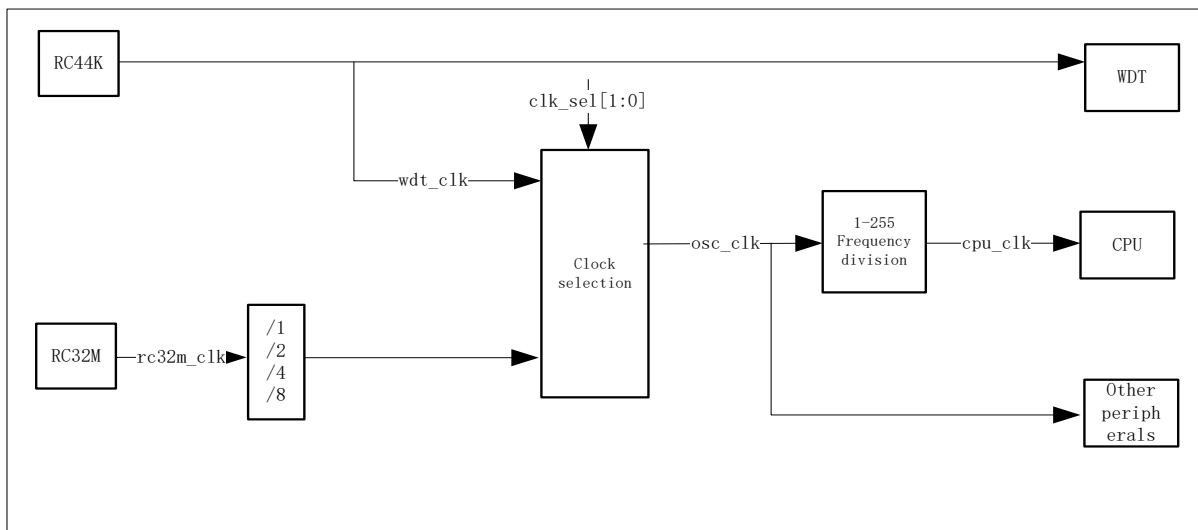 RC44K
WDT
clk_sel[1:0]
wdt_clk
1-255
Frequency
division
osc_clk
cpu_clk
CPU
Clock
selection
/1
/2
/4
/8
RC32M
rc32m_clk
Other
periph
erals